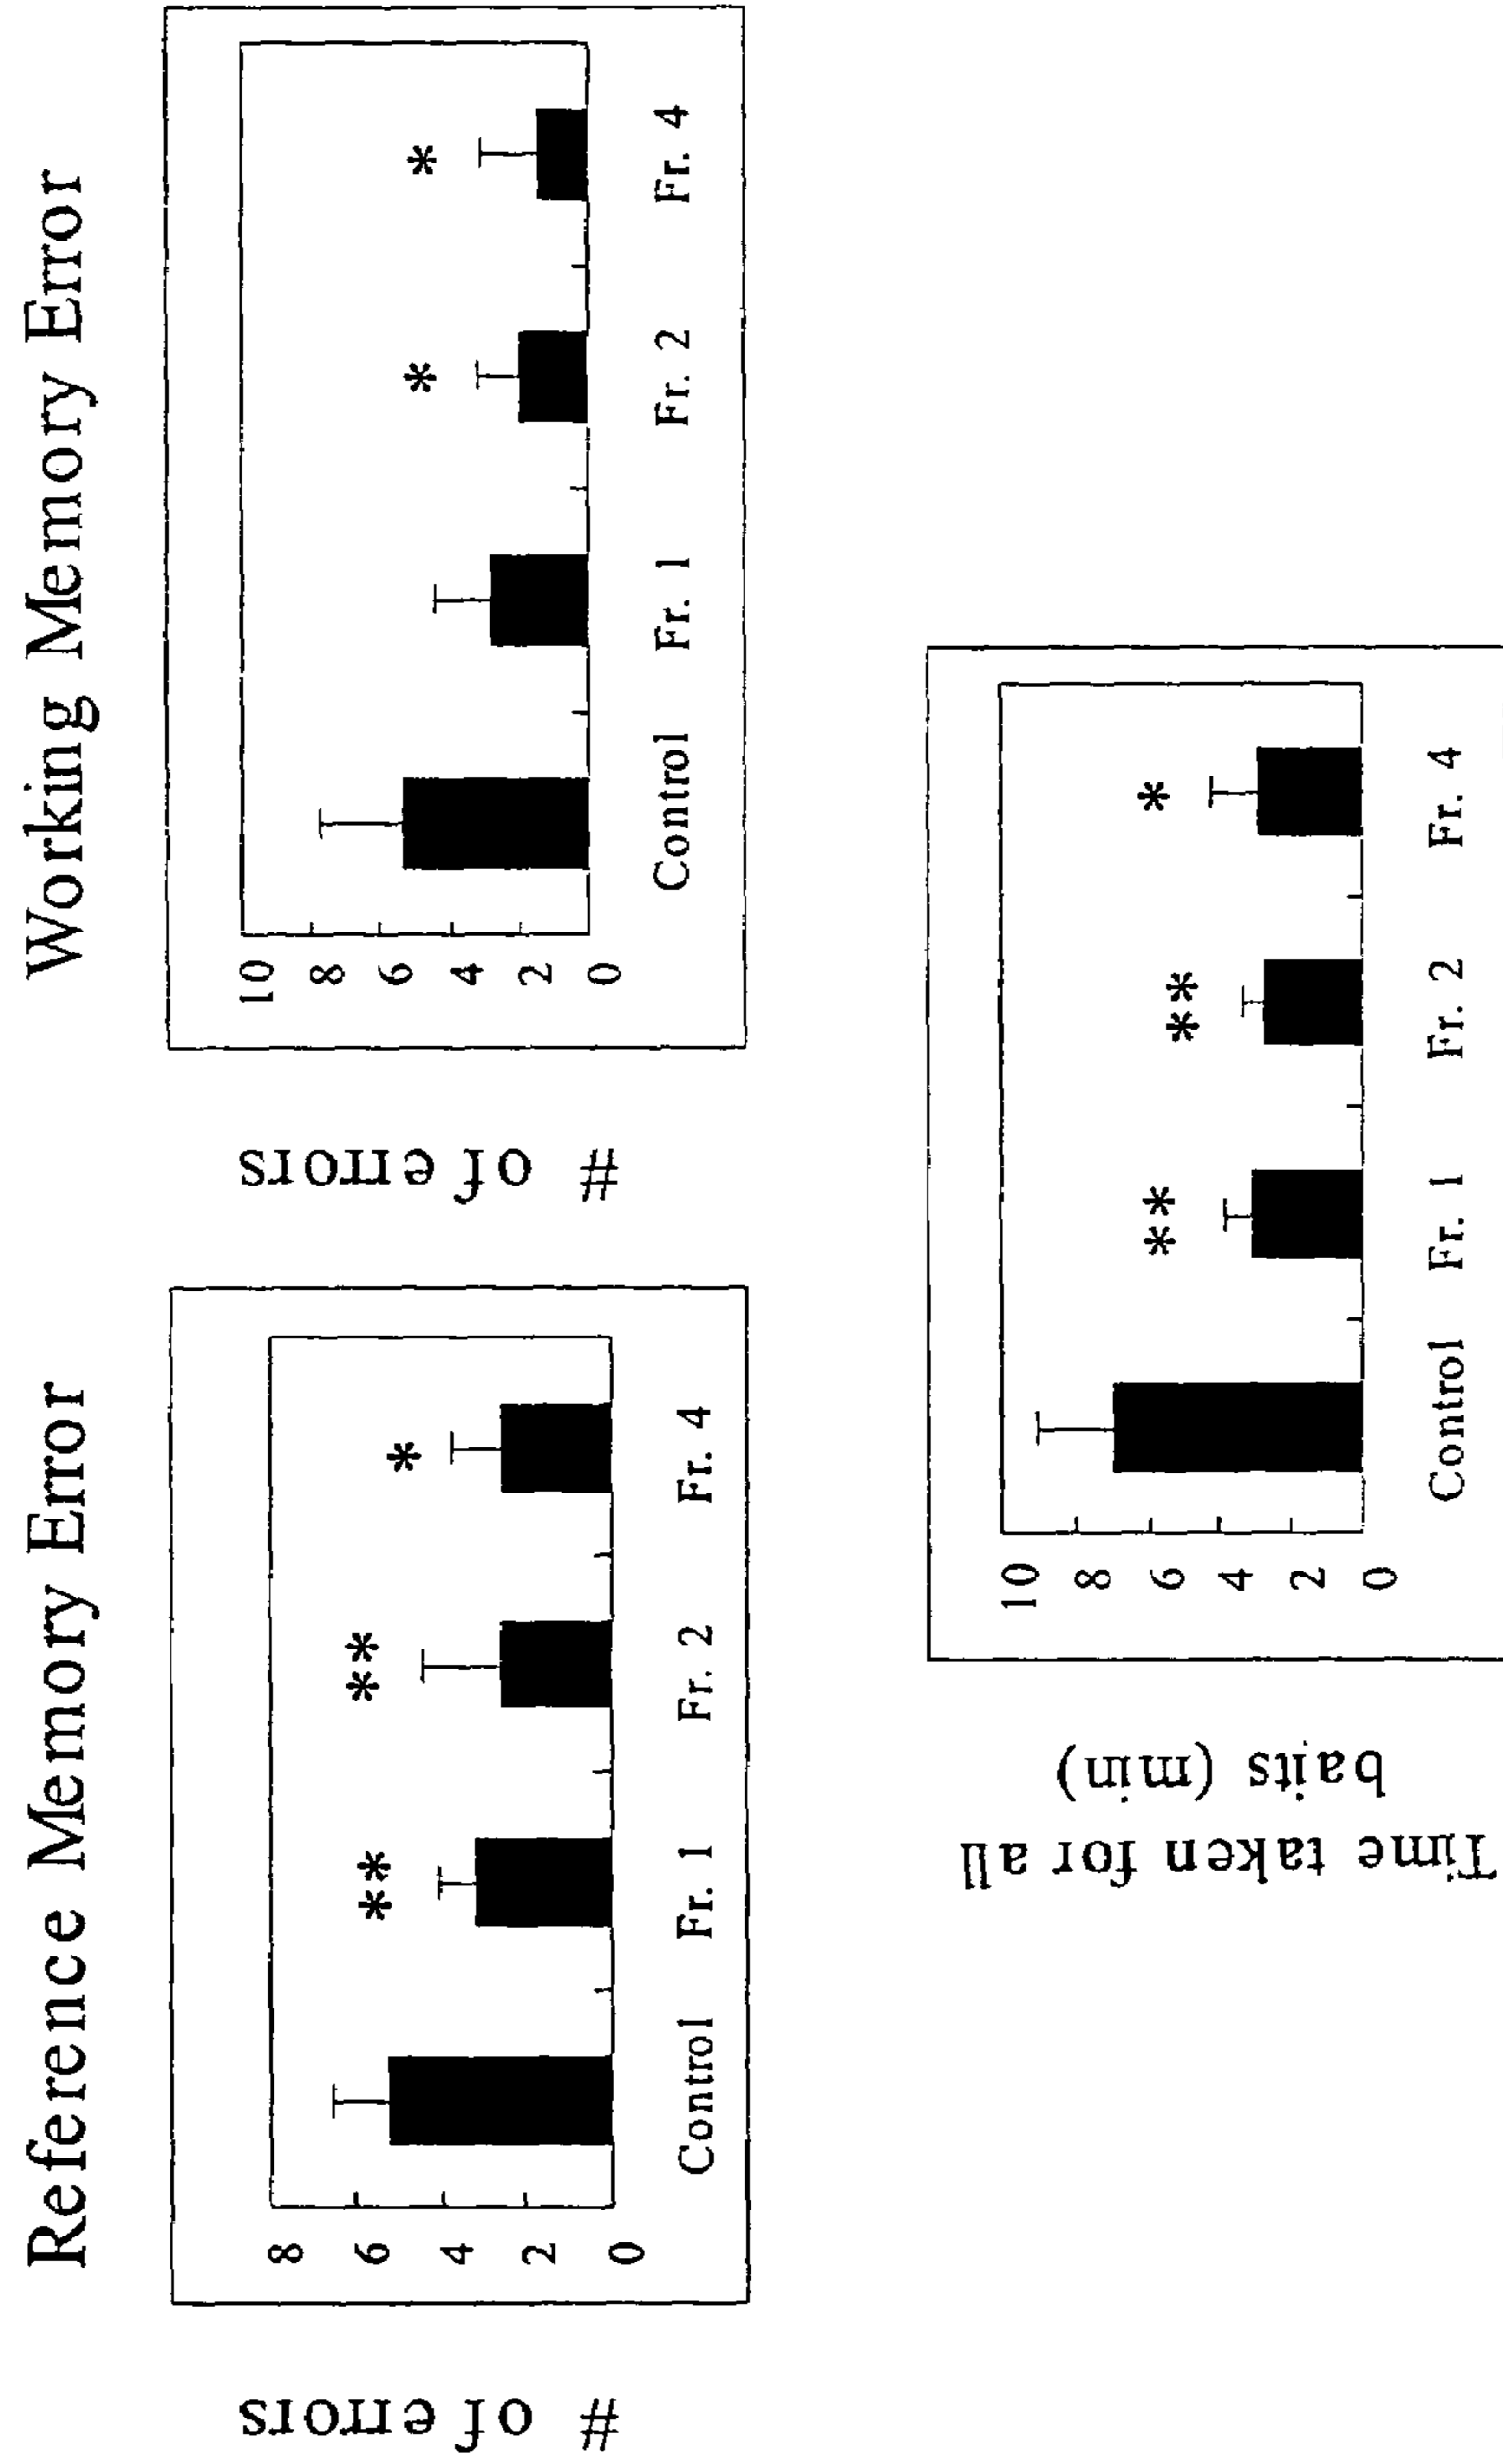 Reference Memory Error
# of errors
8
6
4
2
0
**
**
*
Control Fr. 1 Fr. 2 Fr. 4
Working Memory Error
# of errors
10
8
6
4
2
0
*
*
Control Fr. 1 Fr. 2 Fr. 4
Time taken for all
baits (min)
10
8
6
4
2
0
**
**
*
Control Fr. 1 Fr. 2 Fr. 4